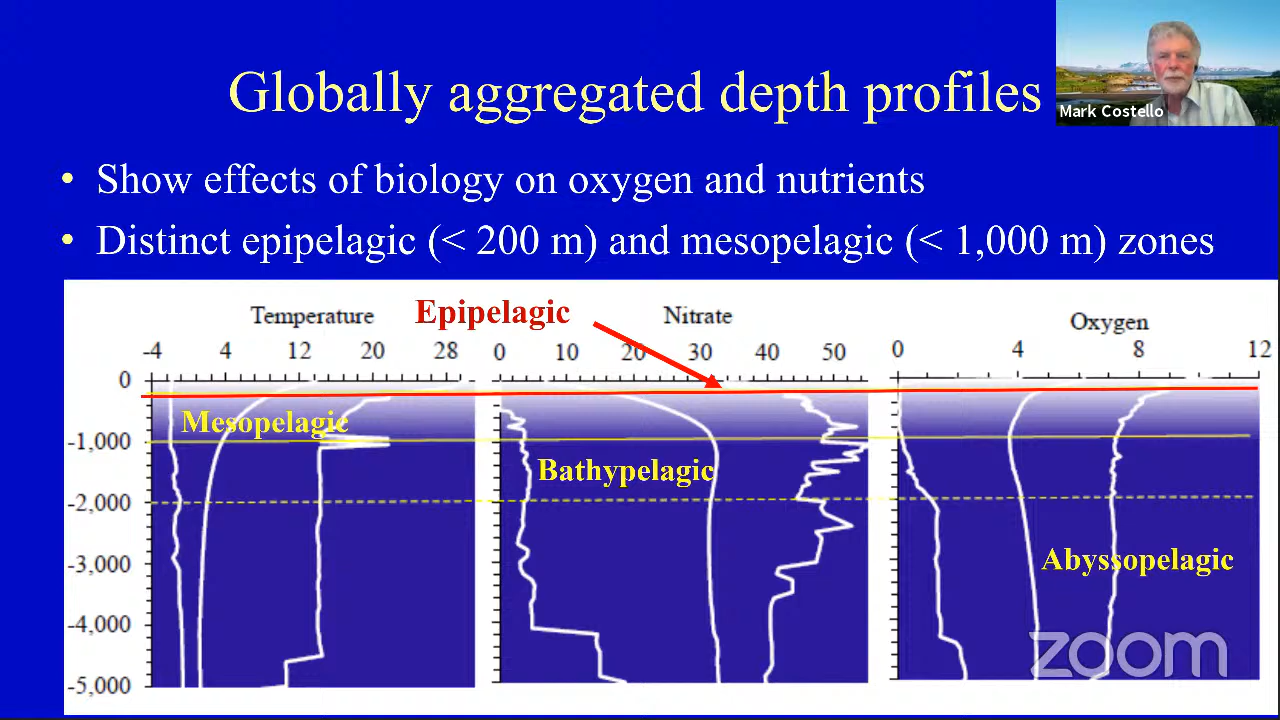 Globally aggregated depth profiles
Mark Costello
• Show effects of biology on oxygen and nutrients
• Distinct epipelagic (< 200 m) and mesopelagic (< 1,000 m) zones
Temperature
Epipelagic
Nitrate
Oxygen
-4 4 12 20 28
0 10 20 30 40 50
0 4 8 12
0
Mesopelagic
-1,000
Bathypelagic
-2,000
-3,000
Abyssopelagic
-4,000
zoom
-5,000